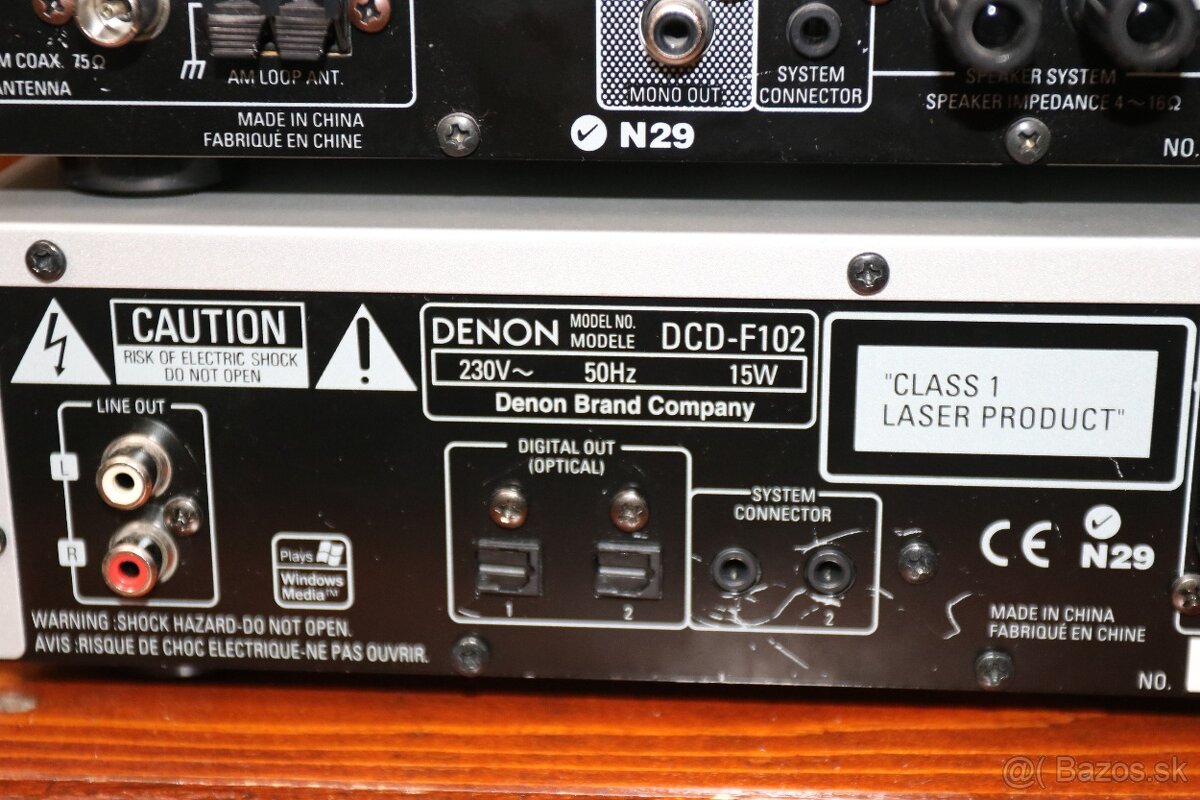 M COAX. 75Ω
ANTENNA
AM LOOP ANT.
MADE IN CHINA
FABRIQUÉ EN CHINE
MONO OUT
SYSTEM
CONNECTOR
SPEAKER SYSTEM
SPEAKER IMPEDANCE 4～16Ω
N29
NO.
CAUTION
RISK OF ELECTRIC SHOCK
DO NOT OPEN
DENON MODEL NO. MODELE DCD-F102
230V～ 50Hz 15W
Denon Brand Company
"CLASS 1
LASER PRODUCT"
LINE OUT
L
R
Plays
Windows
Media™
DIGITAL OUT
(OPTICAL)
1 2
SYSTEM
CONNECTOR
2
CE N29
MADE IN CHINA
FABRIQUÉ EN CHINE
WARNING :SHOCK HAZARD-DO NOT OPEN.
AVIS :RISQUE DE CHOC ELECTRIQUE-NE PAS OUVRIR.
NO.
@( Bazos.sk